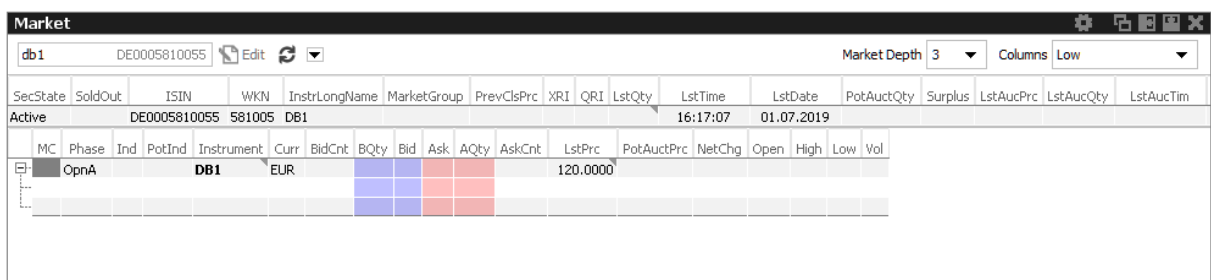 Market
db1 DE0005810055 Edit Market Depth 3 Columns Low
SecState SoldOut ISIN WKN InstrLongName MarketGroup PrevClsPrc XRI QRI LstQty LstTime LstDate PotAuctQty Surplus LstAucPrc LstAucQty LstAucTim
Active DE0005810055 581005 DB1 16:17:07 01.07.2019
MC Phase Ind PotInd Instrument Curr BidCnt BQty Bid Ask AQty AskCnt LstPrc PotAuctPrc NetChg Open High Low Vol
OpnA DB1 EUR 120.0000